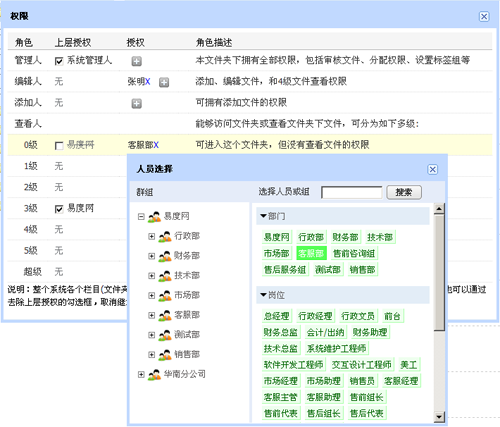 权限
角色 上层授权 授权 角色描述
管理人 系统管理人 本文件夹下拥有全部权限，包括审核文件、分配权限、设置标签组等
编辑人 无 张明X 添加、编辑文件，和4级文件查看权限
添加人 无 可拥有添加文件的权限
查看人 能够访问文件夹或查看文件夹下文件，可分为如下多级：
0级 易度网 客服部X 可进入这个文件夹，但没有查看文件的权限
1级 无
2级 无
3级 易度网
4级 无
5级 无
超级 无
说明：整个系统各个栏目(文件夹
也可以通过
去除上层授权的勾选框，取消继
人员选择
群组 选择人员或组 搜索
易度网
行政部
财务部
技术部
市场部
客服部
测试部
销售部
华南分公司
部门
易度网 行政部 财务部 技术部
市场部 客服部 售前咨询组
售后服务组 测试部 销售部
岗位
总经理 行政经理 行政文员 前台
财务总监 会计/出纳 财务助理
技术总监 系统维护工程师
软件开发工程师 交互设计工程师 美工
市场经理 市场助理 销售员 客服经理
客服主管 客服助理 售前组长
售前代表 售后组长 售后代表